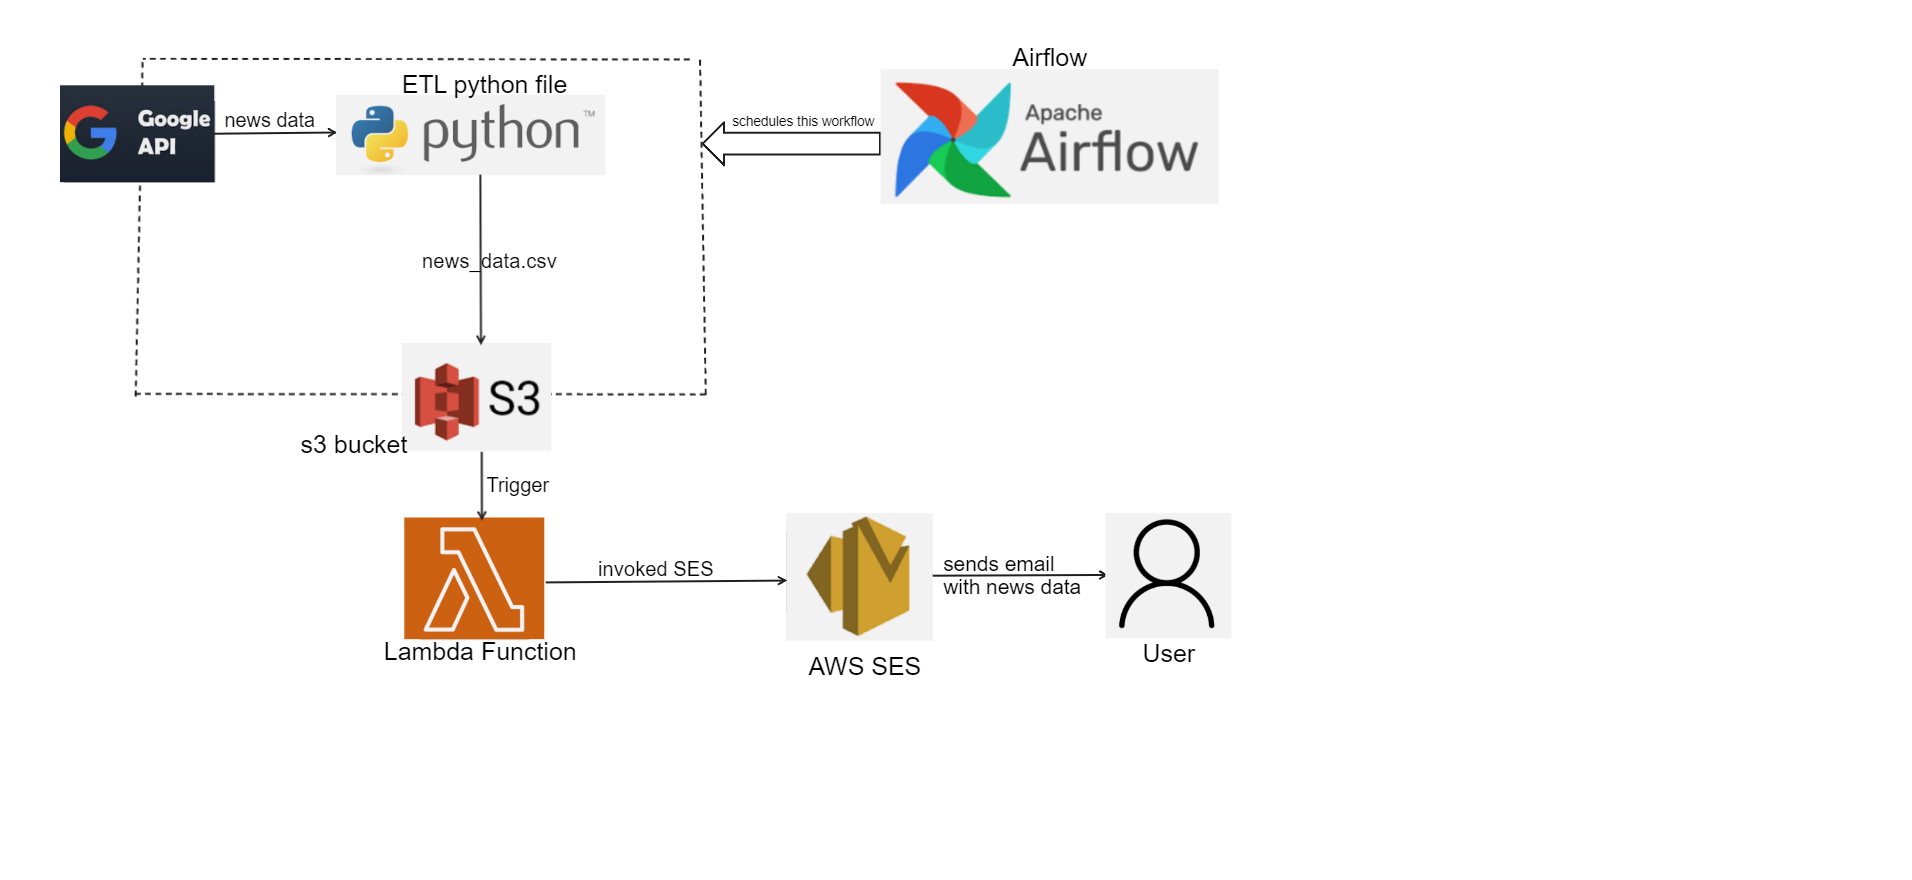 Airflow
ETL python file
Google
API
news data
python™
schedules this workflow
Apache
Airflow
news_data.csv
S3
s3 bucket
Trigger
invoked SES
sends email
with news data
Lambda Function
AWS SES
User